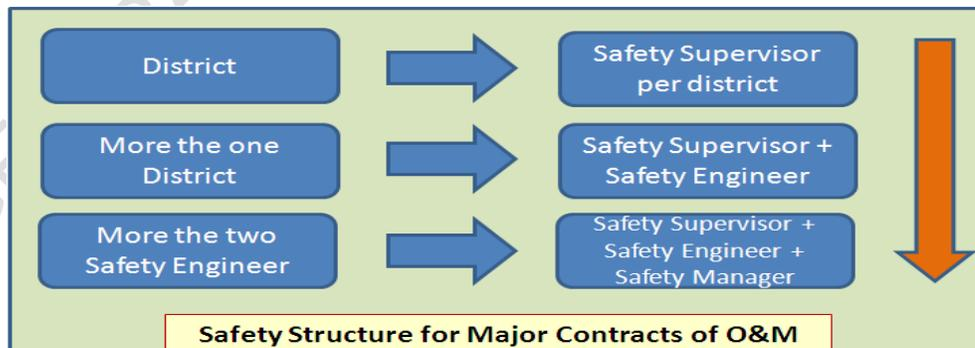 District
Safety Supervisor
per district
More the one
District
Safety Supervisor +
Safety Engineer
More the two
Safety Engineer
Safety Supervisor +
Safety Engineer +
Safety Manager
Safety Structure for Major Contracts of O&M